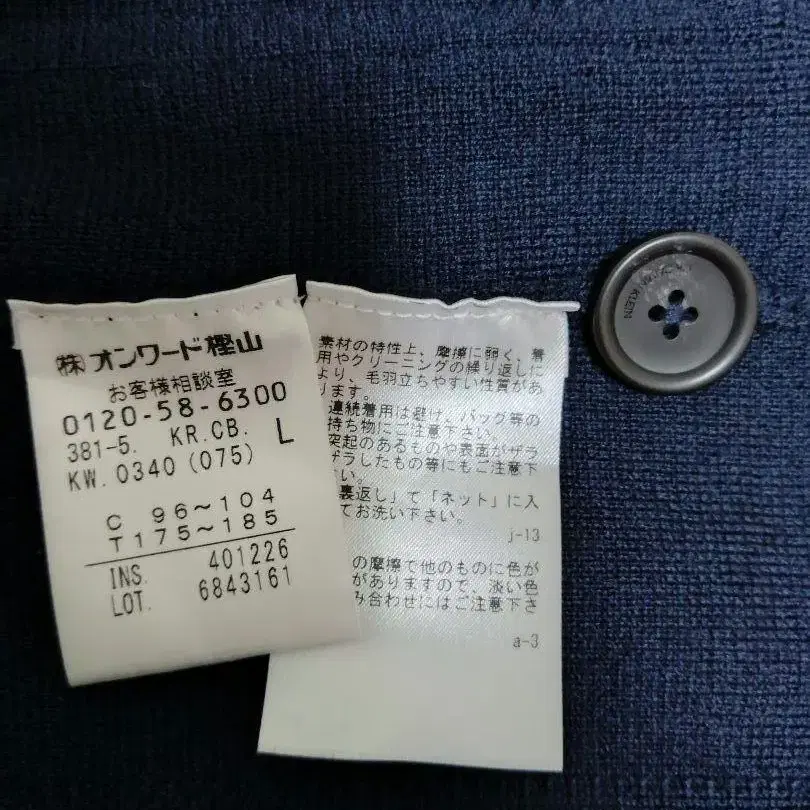 ㈱オンワード樫山
お客様相談室
0120-58-6300
381-5. KR.CB. L
KW.0340(075)
C 96~104
T175~185
INS. 401226
LOT. 6843161
素材の特性上、摩擦に弱く、着
用やクリーニングの繰り返しに
より、毛羽立ちやすい性質があ
ります。
連続着用は避け、バッグ等の
持ち物にご注意下さい。
突起のあるものや表面がザラ
ザラしたもの等にもご注意下
さい。
裏返し」で「ネット」に入
てお洗い下さい。
j-13
の摩擦で他のものに色が
がありますので、淡い色
み合わせにはご注意下さ
a-3
KLEIN